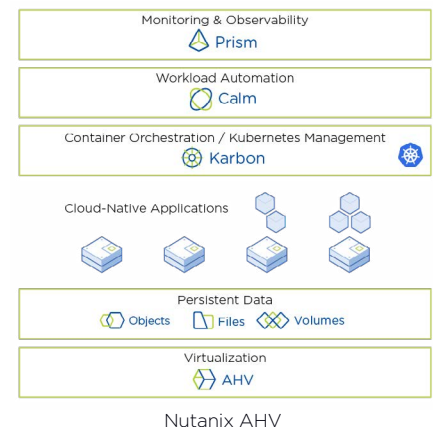 Monitoring & Observability
Prism
Workload Automation
Calm
Container Orchestration / Kubernetes Management
Karbon
Cloud-Native Applications
Persistent Data
Objects Files Volumes
Virtualization
AHV
Nutanix AHV